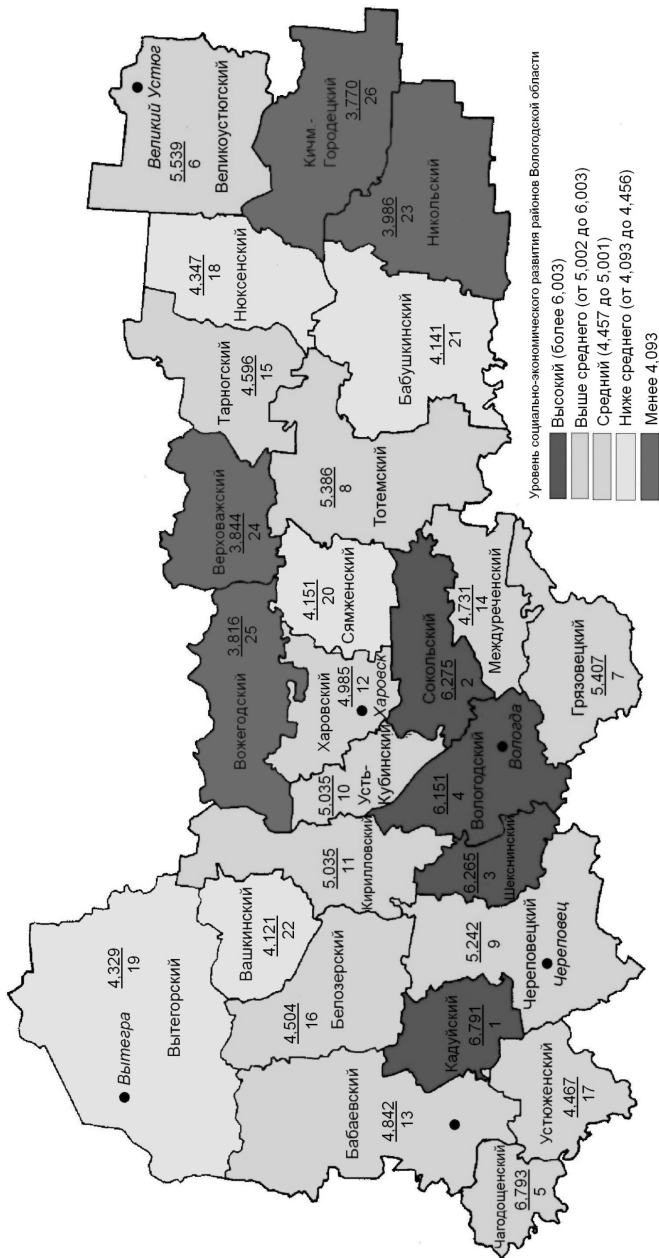 Великий Устюг
5,539
6
Великоустюгский
Кичм.-
Городецкий
3,770
26
3,986
23
Никольский
4,347
18
Нюксенский
Бабушкинский
4,141
21
Тарногский
4,596
15
5,386
8
Тотемский
Верховажский
3,844
24
4,151
20
Сямженский
4,731
14
Междуреченский
Вожегодский
3,816
25
Харовский
4,985
12
Харовск
Сокольский
6,275
2
Грязовецкий
5,407
7
5,035
10
Усть-
Кубинский
6,151
4
Вологодский
Вологда
5,035
11
Кирилловский
6,265
3
Шекснинский
Вашкинский
4,121
22
5,242
9
Череповецкий
Череповец
4,329
19
Вытегорский
Вытегра
4,504
16
Белозерский
Кадуйский
6,791
1
Бабаевский
4,842
13
Устюженский
4,467
17
Чагодощенский
6,793
5
Уровень социально-экономического развития районов Вологодской области
Высокий (более 6,003)
Выше среднего (от 5,002 до 6,003)
Средний (4,457 до 5,001)
Ниже среднего (от 4,093 до 4,456)
Менее 4,093